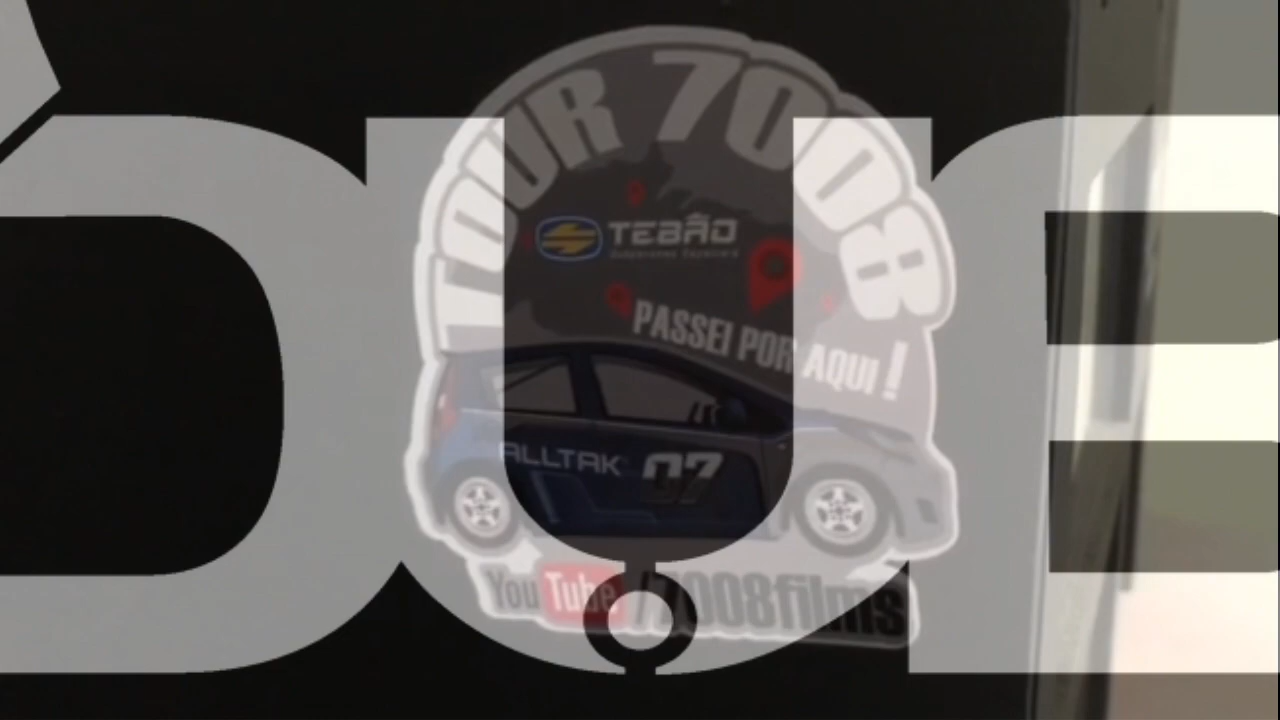 TOUR 7008
TEBÃO
PASSEI POR AQUI !
ALLTAK 07
YouTube /7008films